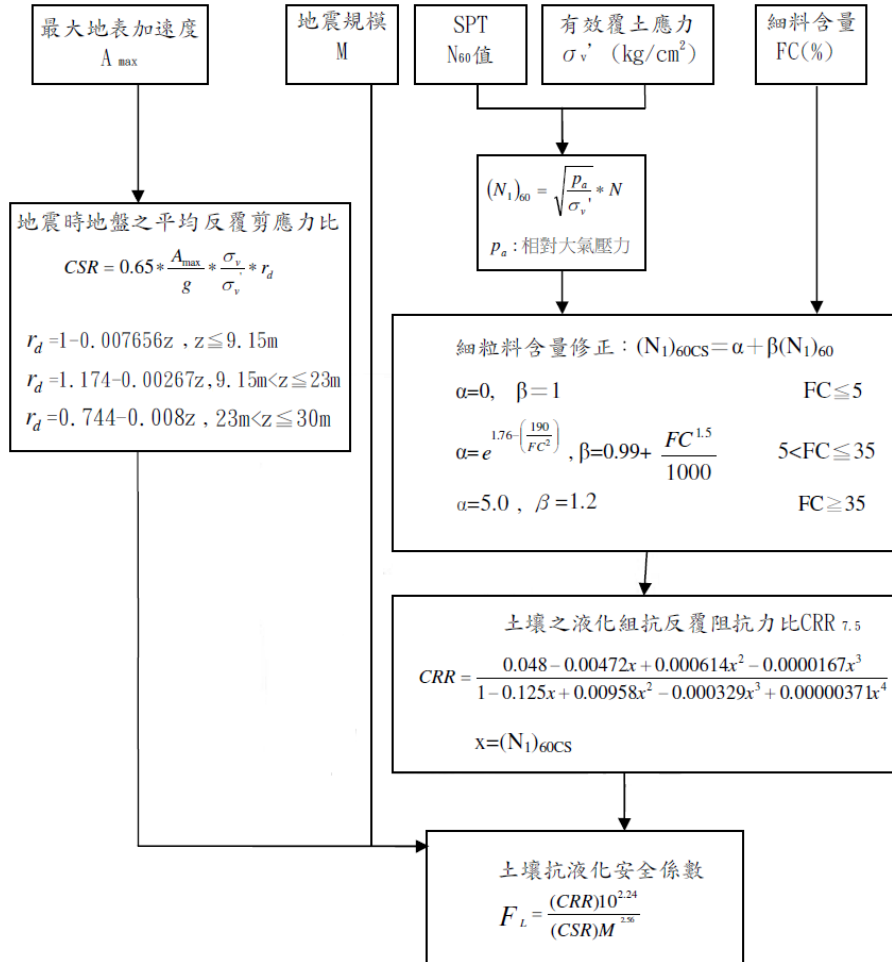 最大地表加速度
A max
地震規模
M
SPT
N60值
有效覆土應力
σv' (kg/cm²)
細料含量
FC(%)
(N₁)₆₀ = √(pₐ/σᵥ') * N
pₐ : 相對大氣壓力
地震時地盤之平均反覆剪應力比
CSR = 0.65 * Amax/g * σv/σv' * rd
rd =1-0.007656z , z≦9.15m
rd =1.174-0.00267z, 9.15m<z≦23m
rd =0.744-0.008z , 23m<z≦30m
細粒料含量修正：(N₁)60CS=α+β(N₁)60
α=0, β=1 FC≦5
α=e^(1.76-(190/FC²)) , β=0.99+ FC^1.5/1000 5<FC≦35
α=5.0 , β=1.2 FC≧35
土壤之液化組抗反覆阻抗力比CRR 7.5
CRR = (0.048-0.00472x+0.000614x²-0.0000167x³)/(1-0.125x+0.00958x²-0.000329x³+0.00000371x⁴)
x=(N₁)60CS
土壤抗液化安全係數
F L = (CRR)10^2.24/(CSR)M^2.56